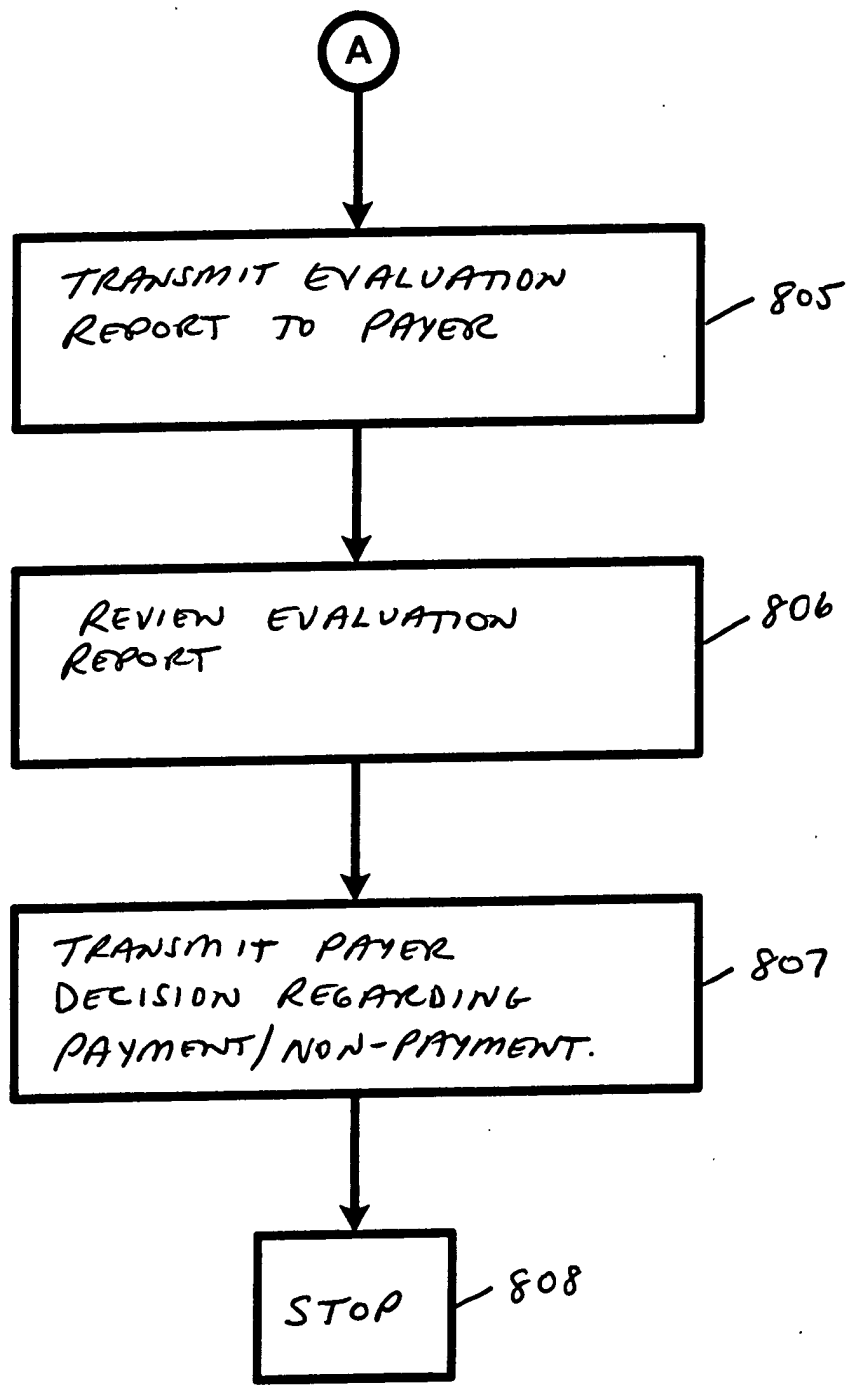 A
TRANSMIT EVALUATION
REPORT TO PAYER
805
REVIEW EVALUATION
REPORT
806
TRANSMIT PAYER
DECISION REGARDING
PAYMENT/NON-PAYMENT.
807
STOP
808